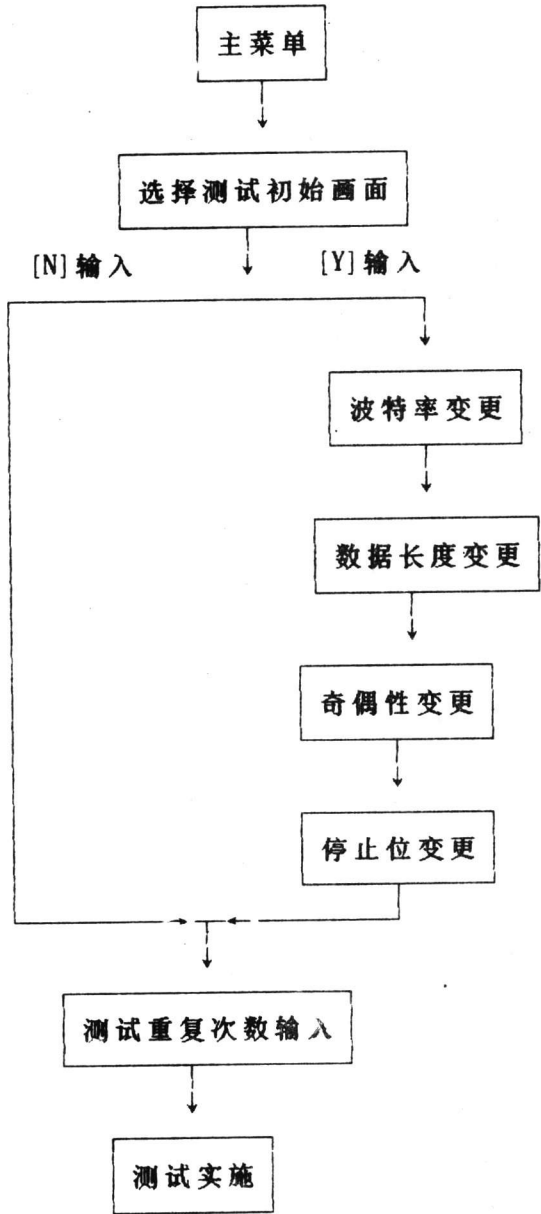 主菜单
选择测试初始画面
[N]输入 [Y]输入
波特率变更
数据长度变更
奇偶性变更
停止位变更
测试重复次数输入
测试实施